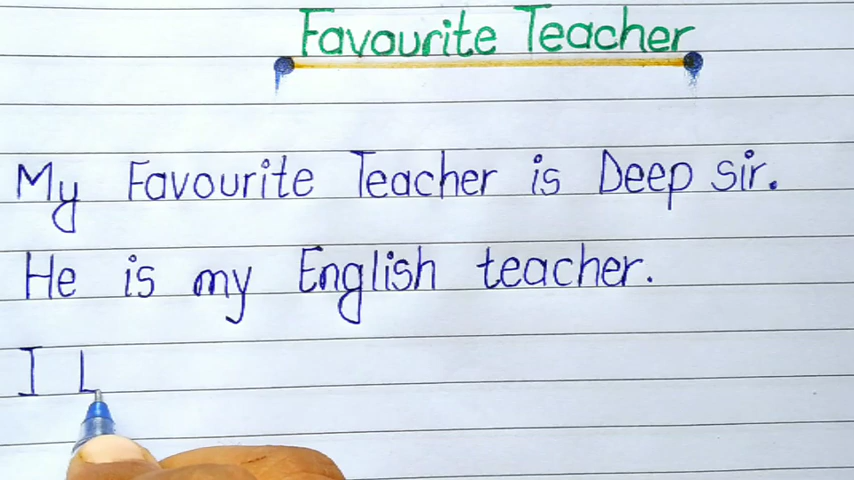 Favourite Teacher
My Favourite Teacher is Deep sir.
He is my English teacher.
I L